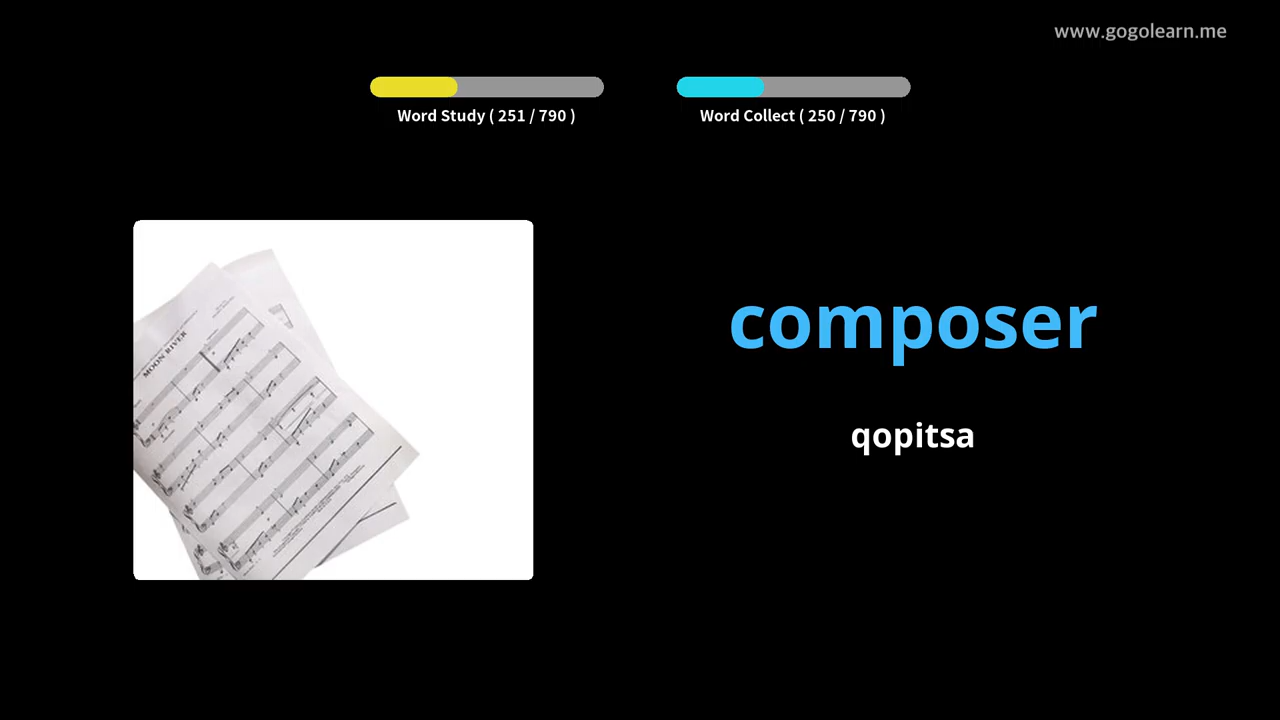 www.gogolearn.me
Word Study ( 251 / 790 )
Word Collect ( 250 / 790 )
MOON RIVER
composer
qopitsa